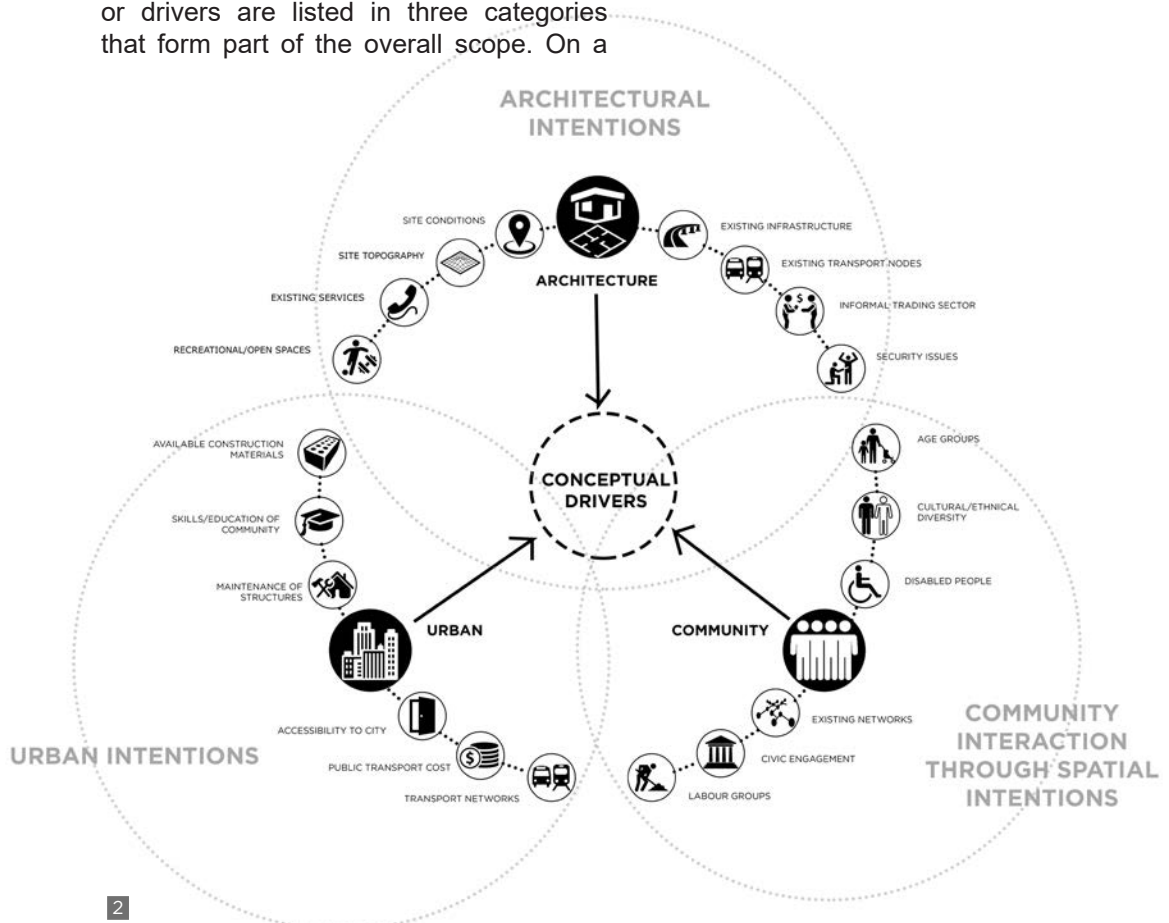 or drivers are listed in three categories
that form part of the overall scope. On a
ARCHITECTURAL
INTENTIONS
SITE CONDITIONS
SITE TOPOGRAPHY
EXISTING SERVICES
RECREATIONAL/OPEN SPACES
ARCHITECTURE
EXISTING INFRASTRUCTURE
EXISTING TRANSPORT NODES
INFORMAL TRADING SECTOR
$
SECURITY ISSUES
CONCEPTUAL
DRIVERS
AVAILABLE CONSTRUCTION
MATERIALS
SKILLS/EDUCATION OF
COMMUNITY
MAINTENANCE OF
STRUCTURES
URBAN
ACCESSIBILITY TO CITY
PUBLIC TRANSPORT COST
$
TRANSPORT NETWORKS
URBAN INTENTIONS
AGE GROUPS
CULTURAL/ETHNICAL
DIVERSITY
DISABLED PEOPLE
COMMUNITY
EXISTING NETWORKS
CIVIC ENGAGEMENT
LABOUR GROUPS
COMMUNITY
INTERACTION
THROUGH SPATIAL
INTENTIONS
2